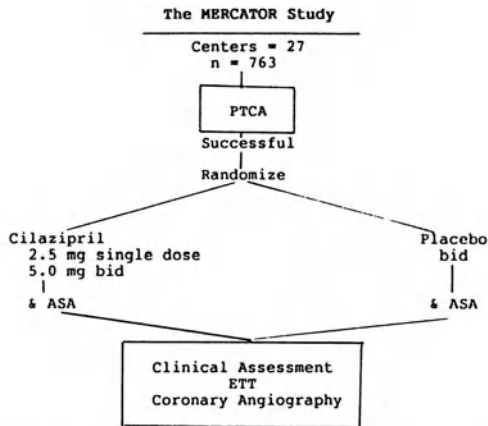 The MERCATOR Study
Centers = 27
n = 763
PTCA
Successful
Randomize
Cilazipril
2.5 mg single dose
5.0 mg bid
& ASA
Placebo
bid
& ASA
Clinical Assessment
ETT
Coronary Angiography